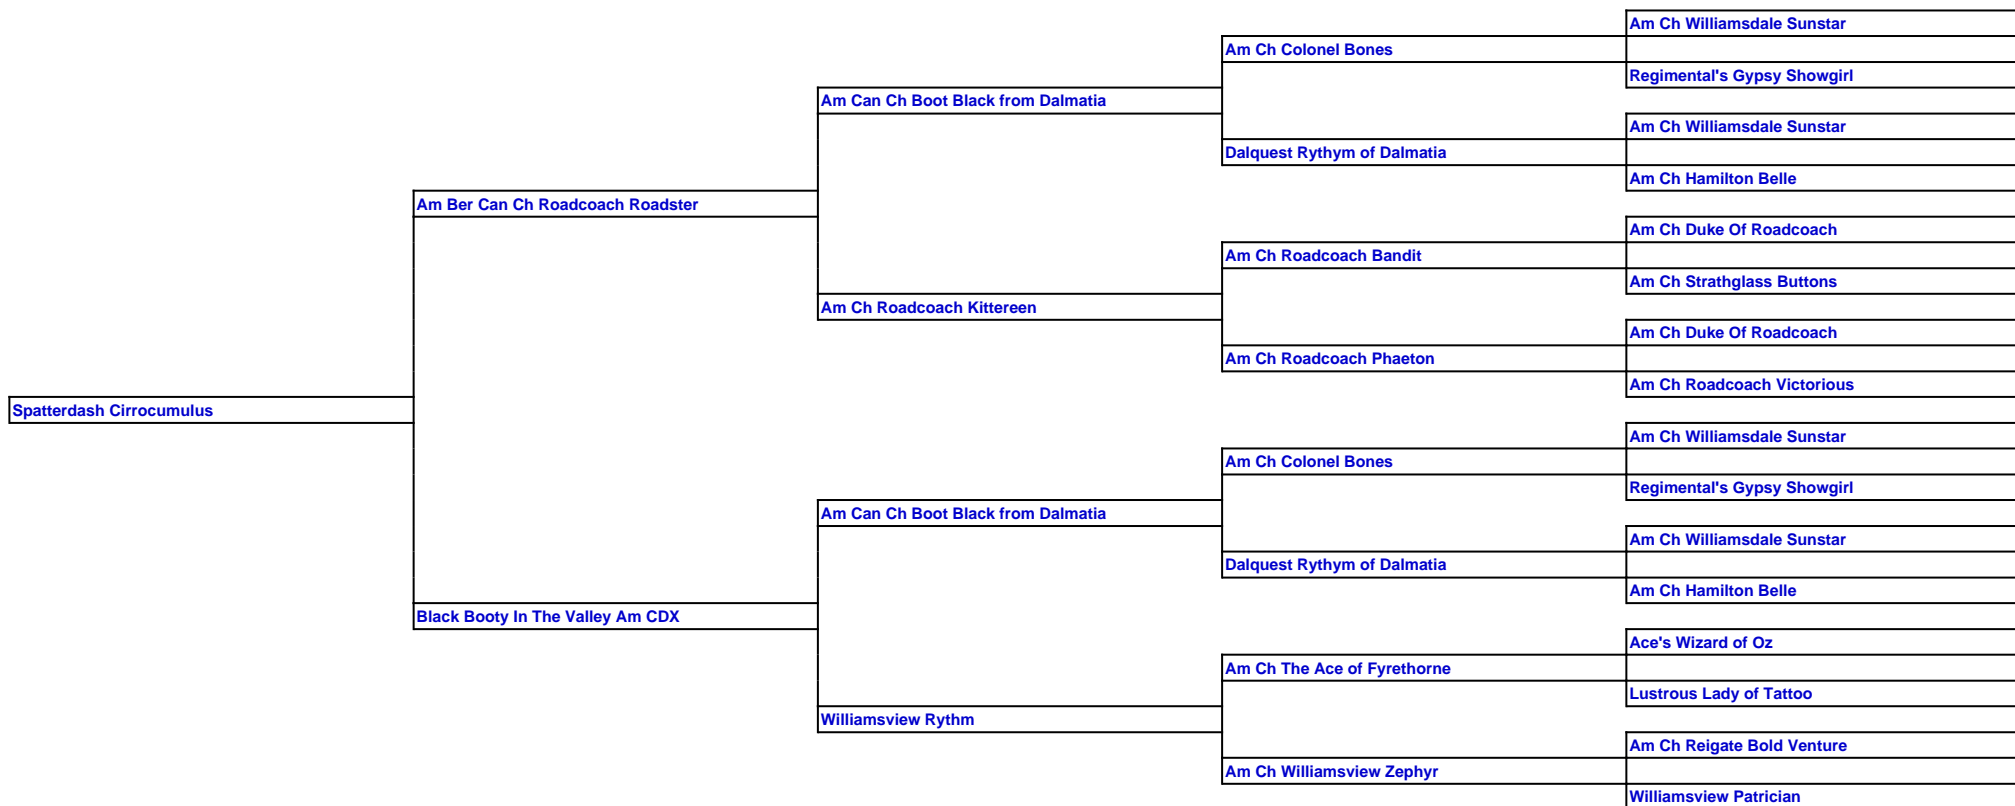 Am Ch Williamsdale Sunstar
Am Ch Colonel Bones
Regimental's Gypsy Showgirl
Am Can Ch Boot Black from Dalmatia
Am Ch Williamsdale Sunstar
Dalquest Rythym of Dalmatia
Am Ch Hamilton Belle
Am Ber Can Ch Roadcoach Roadster
Am Ch Duke Of Roadcoach
Am Ch Roadcoach Bandit
Am Ch Strathglass Buttons
Am Ch Roadcoach Kittereen
Am Ch Duke Of Roadcoach
Am Ch Roadcoach Phaeton
Am Ch Roadcoach Victorious
Spatterdash Cirrocumulus
Am Ch Williamsdale Sunstar
Am Ch Colonel Bones
Regimental's Gypsy Showgirl
Am Can Ch Boot Black from Dalmatia
Am Ch Williamsdale Sunstar
Dalquest Rythym of Dalmatia
Am Ch Hamilton Belle
Black Booty In The Valley Am CDX
Ace's Wizard of Oz
Am Ch The Ace of Fyrethorne
Lustrous Lady of Tattoo
Williamsview Rythm
Am Ch Reigate Bold Venture
Am Ch Williamsview Zephyr
Williamsview Patrician